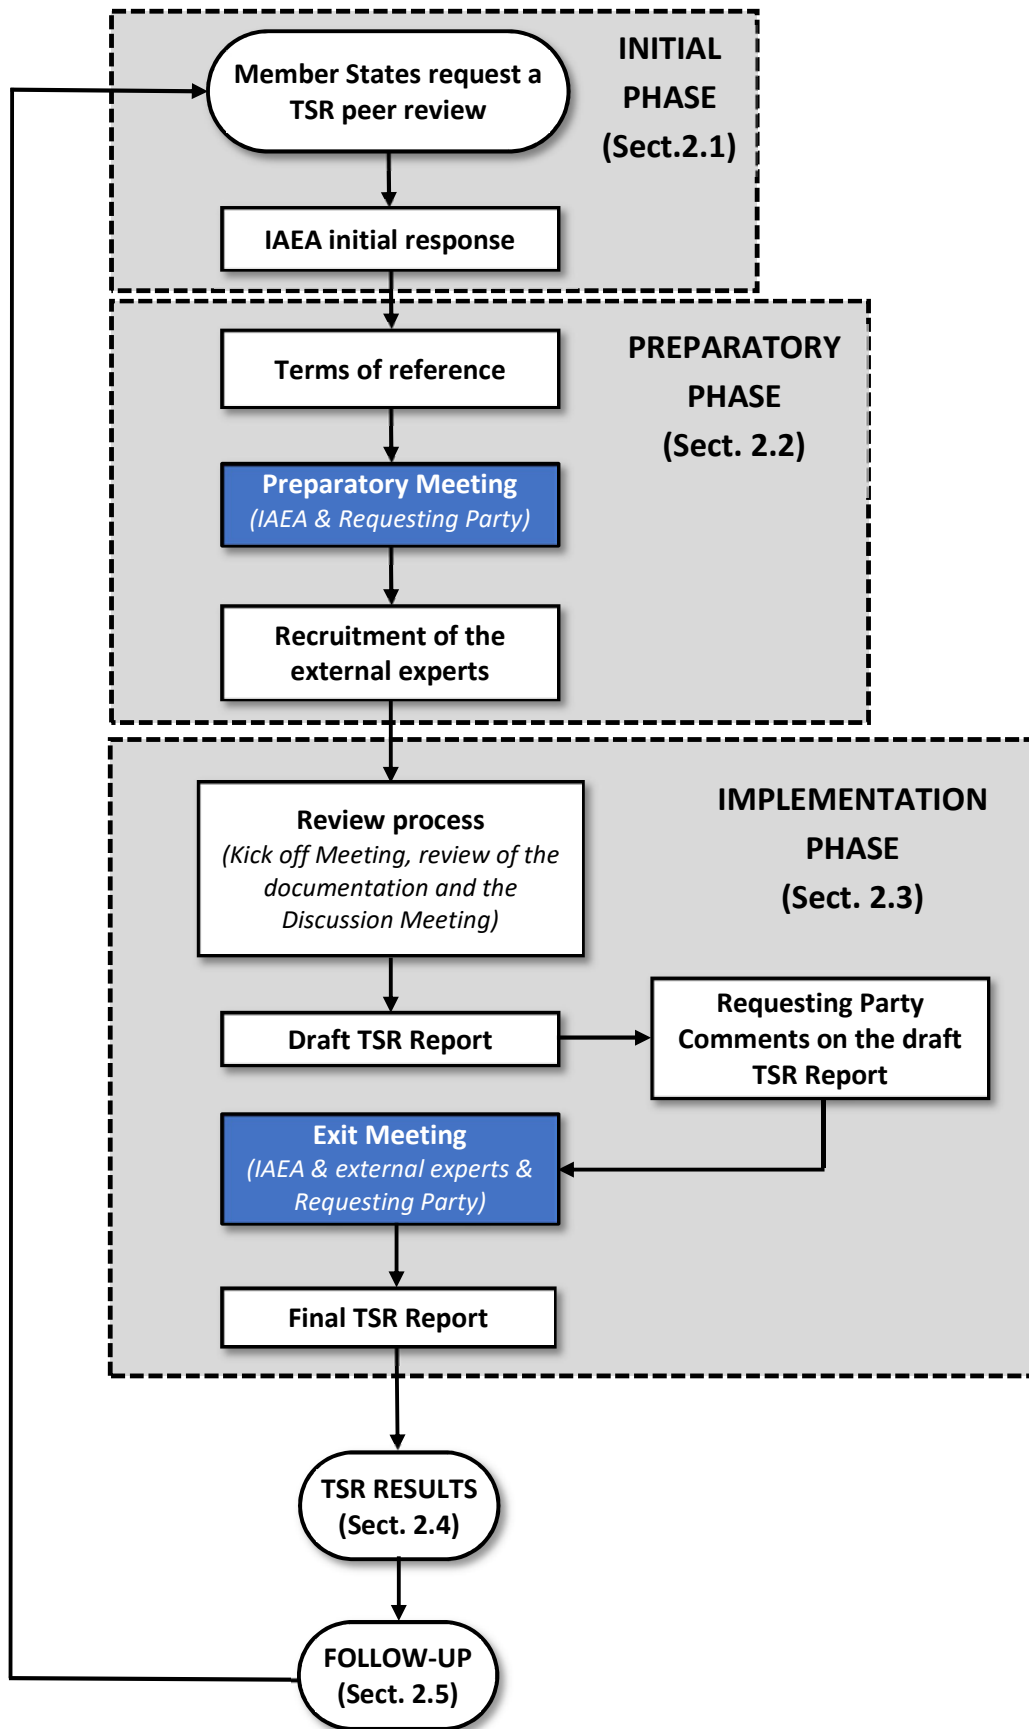 INITIAL
PHASE
(Sect.2.1)
Member States request a
TSR peer review
IAEA initial response
PREPARATORY
PHASE
(Sect. 2.2)
Terms of reference
Preparatory Meeting
(IAEA & Requesting Party)
Recruitment of the
external experts
IMPLEMENTATION
PHASE
(Sect. 2.3)
Review process
(Kick off Meeting, review of the
documentation and the
Discussion Meeting)
Draft TSR Report
Requesting Party
Comments on the draft
TSR Report
Exit Meeting
(IAEA & external experts &
Requesting Party)
Final TSR Report
TSR RESULTS
(Sect. 2.4)
FOLLOW-UP
(Sect. 2.5)